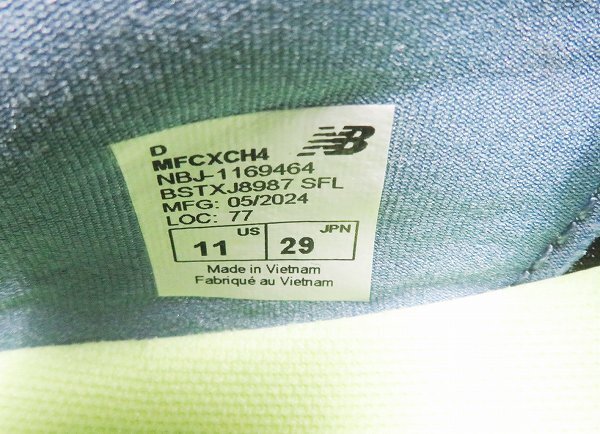 D
MFCXCH4
NB
NBJ-1169464
BSTXJ8987 SFL
MFG: 05/2024
LOC: 77
11 US 29 JPN
Made in Vietnam
Fabriqué au Vietnam